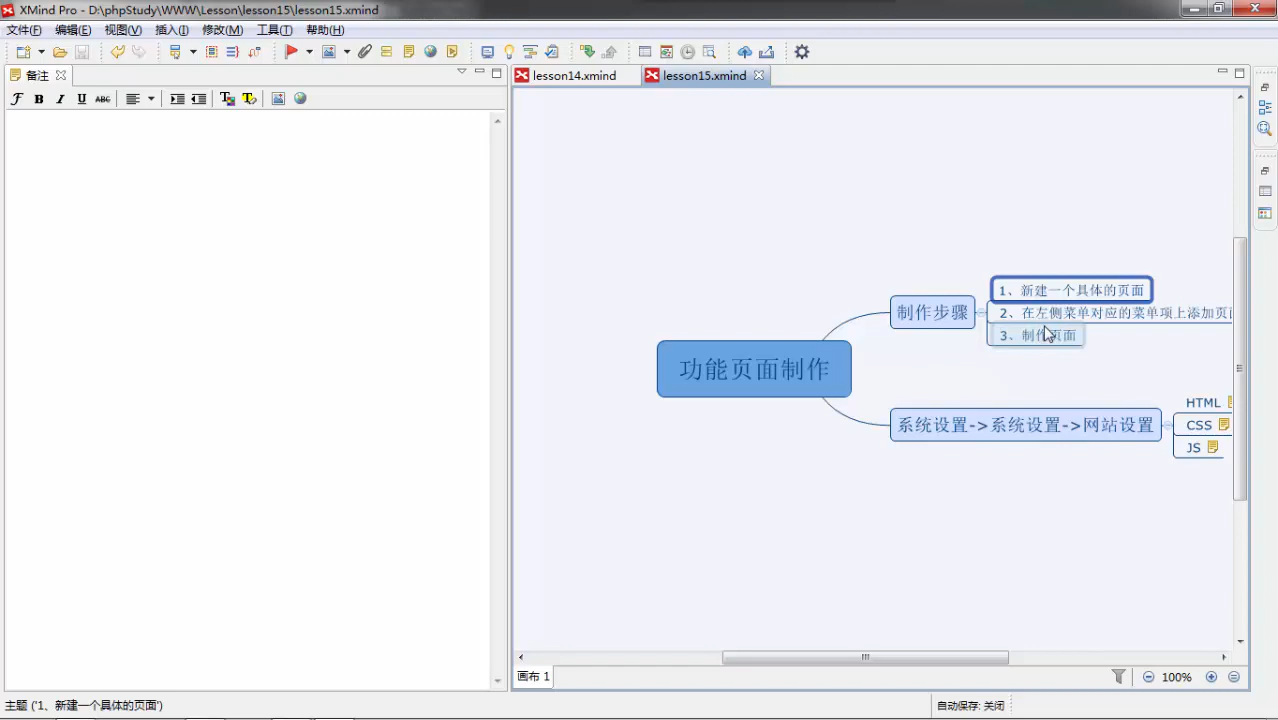 XMind Pro - D:\phpStudy\WWW\Lesson\lesson15\lesson15.xmind
文件(F) 编辑(E) 视图(V) 插入(I) 修改(M) 工具(T) 帮助(H)
备注
lesson14.xmind
lesson15.xmind
B I U ABC
1、新建一个具体的页面
制作步骤
2、在左侧菜单对应的菜单项上添加页
3、制作页面
功能页面制作
HTML
系统设置->系统设置->网站设置
CSS
JS
画布 1
100%
主题 ('1、新建一个具体的页面')
自动保存: 关闭